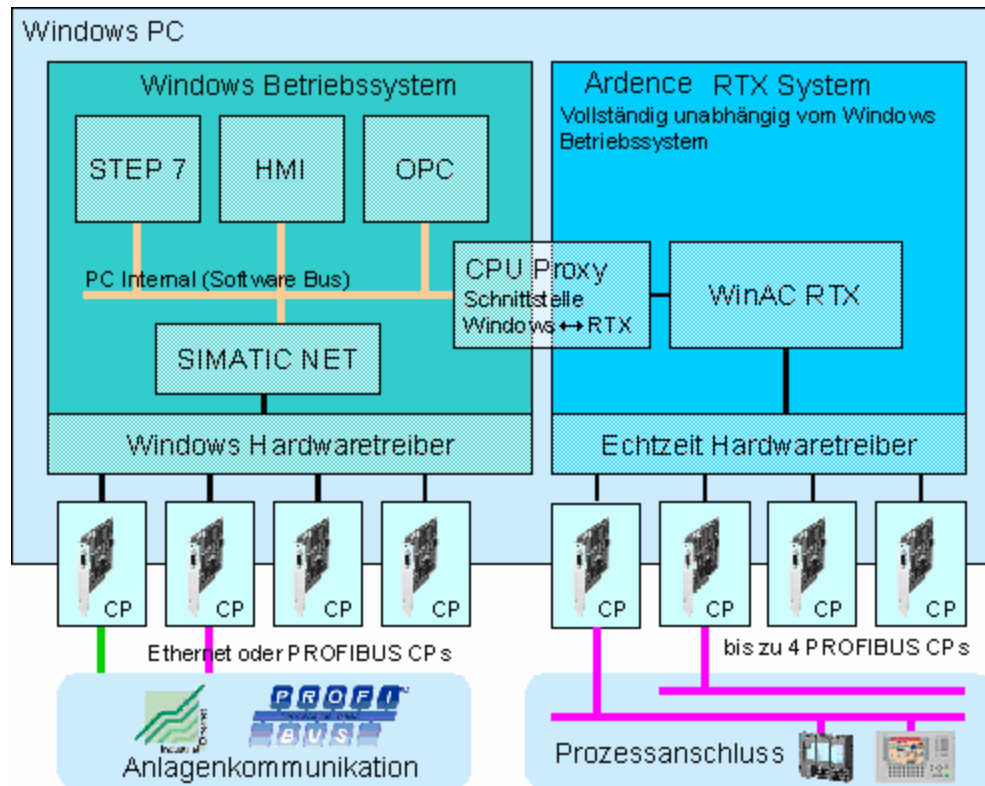 Windows PC
Windows Betriebssystem
STEP 7
HMI
OPC
PC Internal (Software Bus)
SIMATIC NET
Windows Hardwaretreiber
Ardence RTX System
Vollständig unabhängig vom Windows
Betriebssystem
CPU Proxy
Schnittstelle
Windows ↔ RTX
WinAC RTX
Echtzeit Hardwaretreiber
CP
CP
CP
CP
CP
CP
CP
CP
Ethernet oder PROFIBUS CPs
bis zu 4 PROFIBUS CPs
Industrial
Ethernet
PROFI
BUS
Anlagenkommunikation
Prozessanschluss